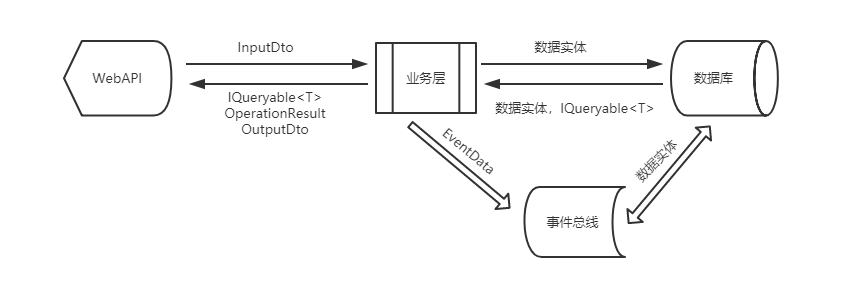 InputDto
数据实体
WebAPI
业务层
数据库
IQueryable<T>
OperationResult
OutputDto
数据实体，IQueryable<T>
EventData
数据实体
事件总线